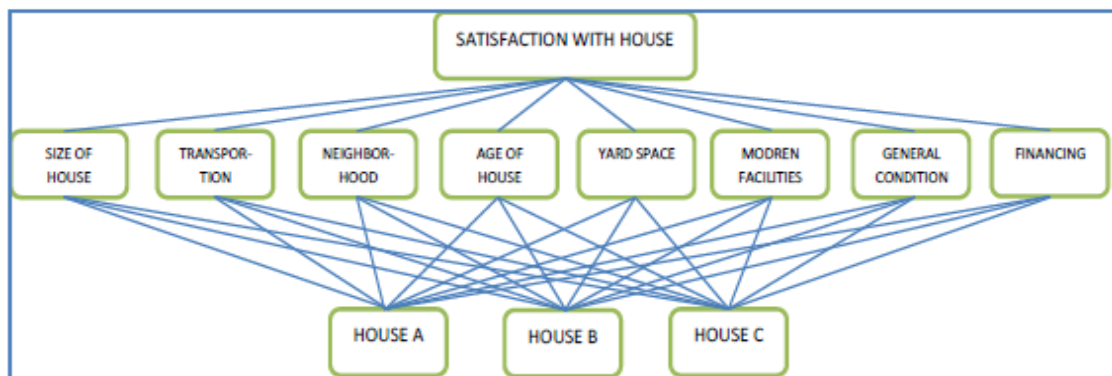 SATISFACTION WITH HOUSE
SIZE OF
HOUSE
TRANSPOR-
TION
NEIGHBOR-
HOOD
AGE OF
HOUSE
YARD SPACE
MODREN
FACILITIES
GENERAL
CONDITION
FINANCING
HOUSE A
HOUSE B
HOUSE C